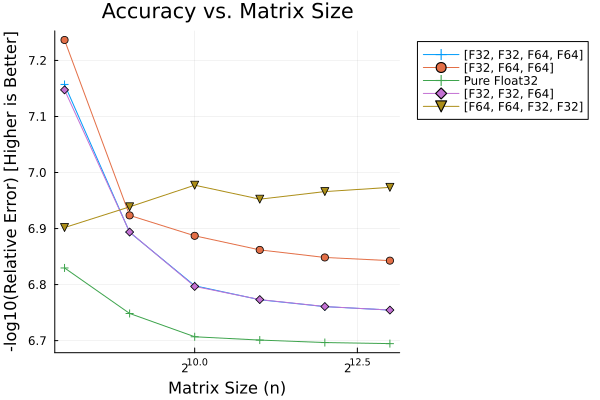 Accuracy vs. Matrix Size
-log10(Relative Error) [Higher is Better]
7.2
7.1
7.0
6.9
6.8
6.7
2^10.0
2^12.5
Matrix Size (n)
[F32, F32, F64, F64]
[F32, F64, F64]
Pure Float32
[F32, F32, F64]
[F64, F64, F32, F32]